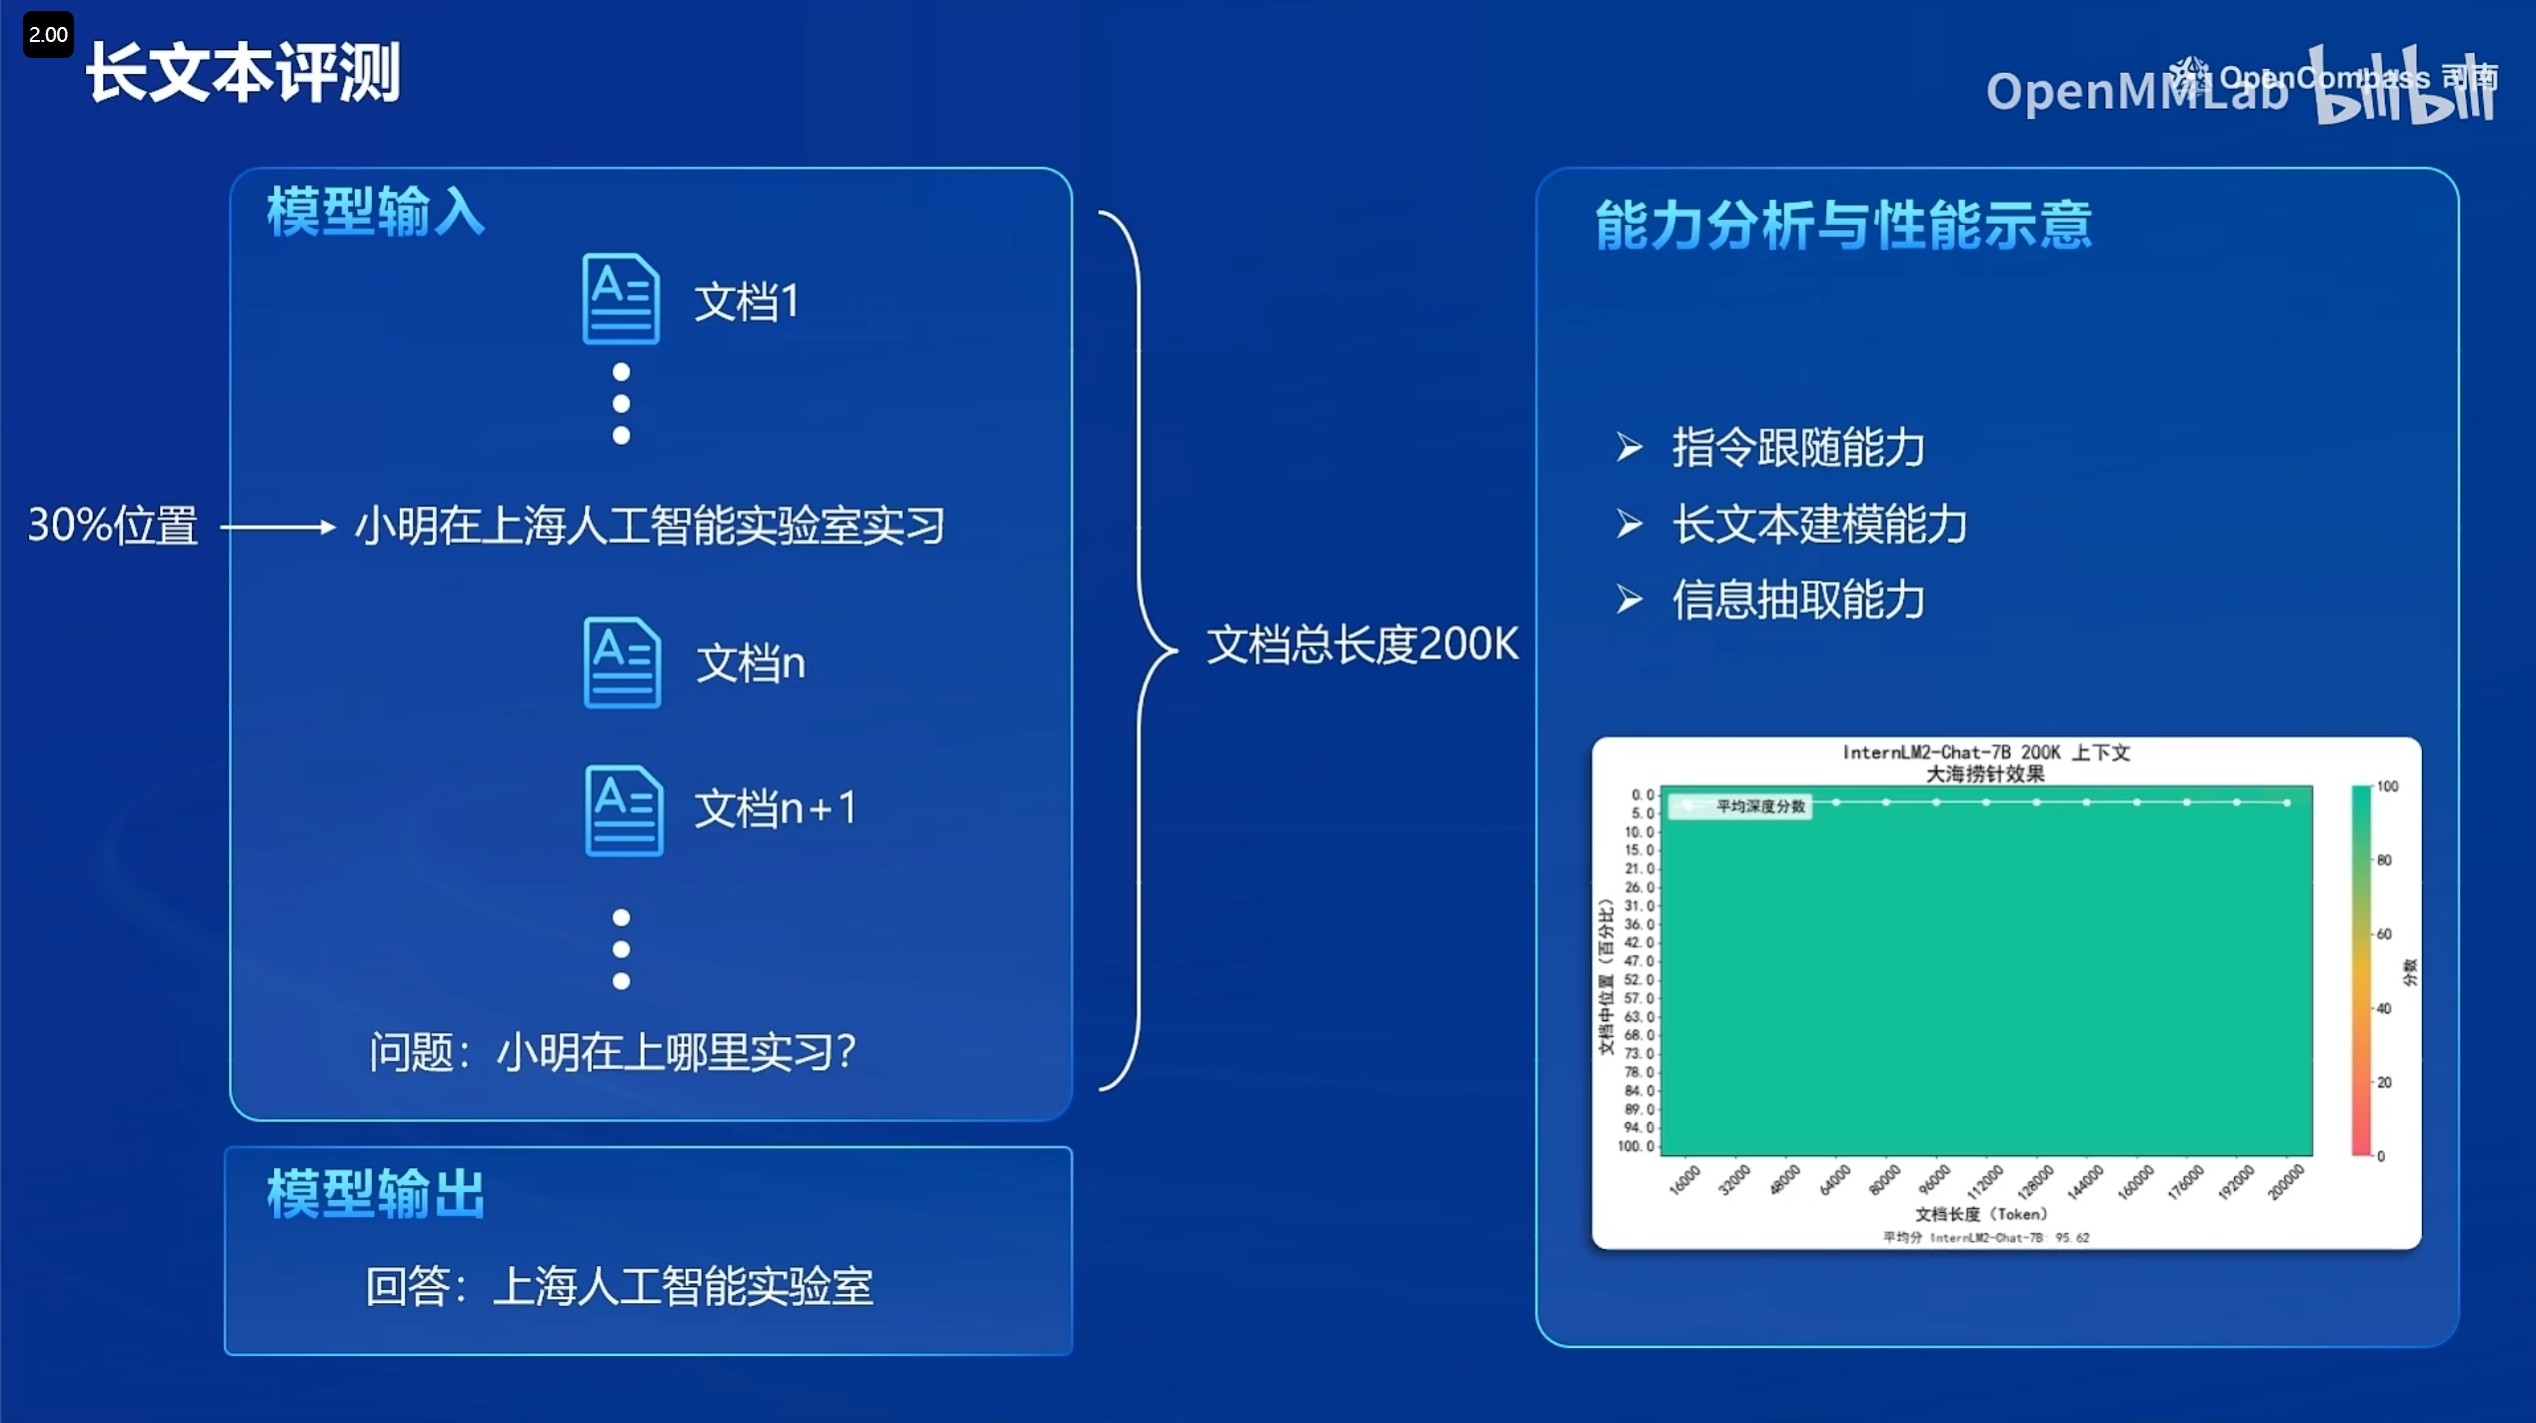 2.00
长文本评测
OpenMMLab
OpenCompass 司南
bilibili
模型输入
文档1
30%位置
小明在上海人工智能实验室实习
文档n
文档n+1
问题：小明在上哪里实习？
文档总长度200K
模型输出
回答：上海人工智能实验室
能力分析与性能示意
指令跟随能力
长文本建模能力
信息抽取能力
InternLM2-Chat-7B 200K 上下文
大海捞针效果
平均深度分数
文档中位置（百分比）
0.0
5.0
10.0
15.0
21.0
26.0
31.0
36.0
42.0
47.0
52.0
57.0
63.0
68.0
73.0
78.0
84.0
89.0
94.0
100.0
16000 32000 48000 64000 80000 96000 112000 128000 144000 160000 176000 192000 200000
文档长度（Token）
平均分 InternLM2-Chat-7B: 95.62
100
80
60
40
20
0
分数